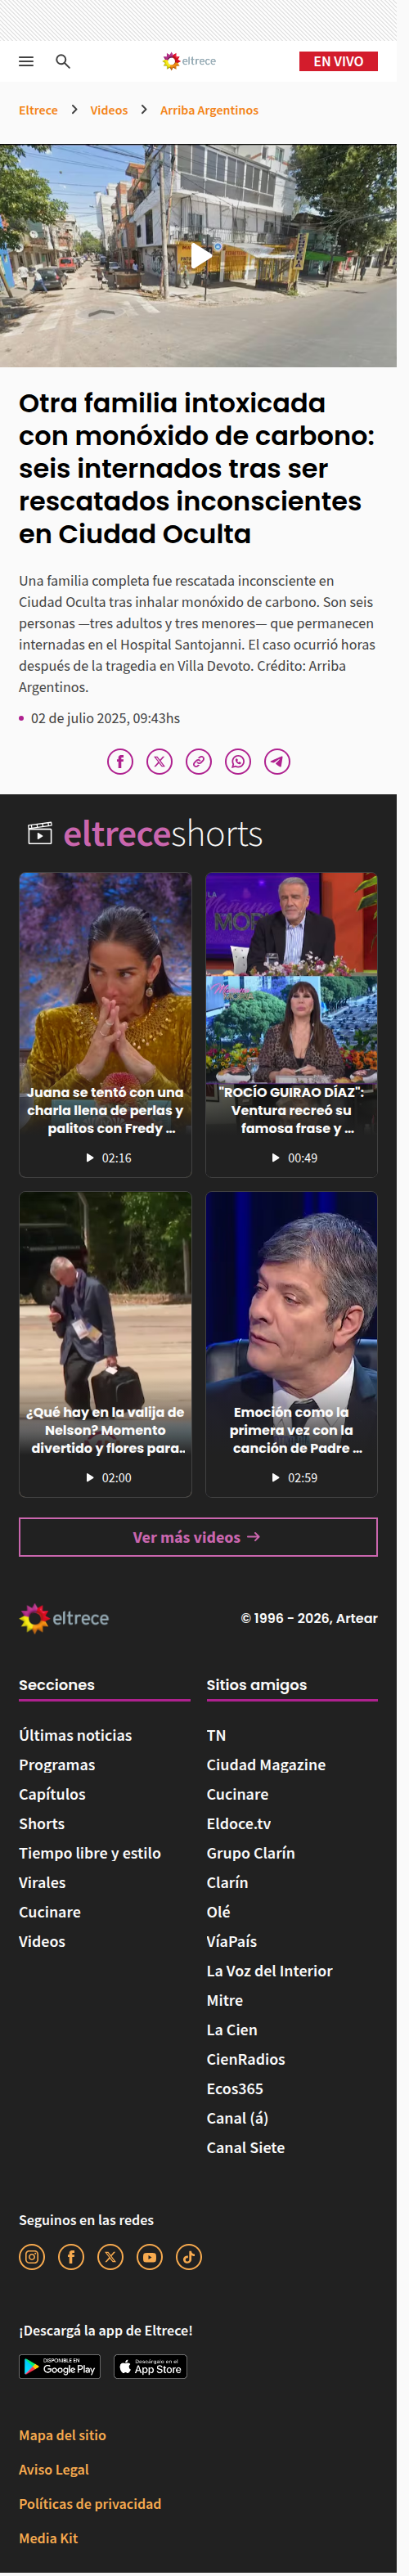 eltrece
EN VIVO
Eltrece
Videos
Arriba Argentinos
Otra familia intoxicada
con monóxido de carbono:
seis internados tras ser
rescatados inconscientes
en Ciudad Oculta
Una familia completa fue rescatada inconsciente en
Ciudad Oculta tras inhalar monóxido de carbono. Son seis
personas —tres adultos y tres menores— que permanecen
internadas en el Hospital Santojanni. El caso ocurrió horas
después de la tragedia en Villa Devoto. Crédito: Arriba
Argentinos.
02 de julio 2025, 09:43hs
eltreceshorts
Juana se tentó con una
charla llena de perlas y
palitos con Fredy ...
02:16
"ROCÍO GUIRAO DÍAZ":
Ventura recreó su
famosa frase y ...
00:49
¿Qué hay en la valija de
Nelson? Momento
divertido y flores para..
02:00
Emoción como la
primera vez con la
canción de Padre ...
02:59
Ver más videos
eltrece
© 1996 - 2026, Artear
Secciones
Últimas noticias
Programas
Capítulos
Shorts
Tiempo libre y estilo
Virales
Cucinare
Videos
Sitios amigos
TN
Ciudad Magazine
Cucinare
Eldoce.tv
Grupo Clarín
Clarín
Olé
VíaPaís
La Voz del Interior
Mitre
La Cien
CienRadios
Ecos365
Canal (á)
Canal Siete
Seguinos en las redes
¡Descargá la app de Eltrece!
DISPONIBLE EN
Google Play
Descárgalo en el
App Store
Mapa del sitio
Aviso Legal
Políticas de privacidad
Media Kit